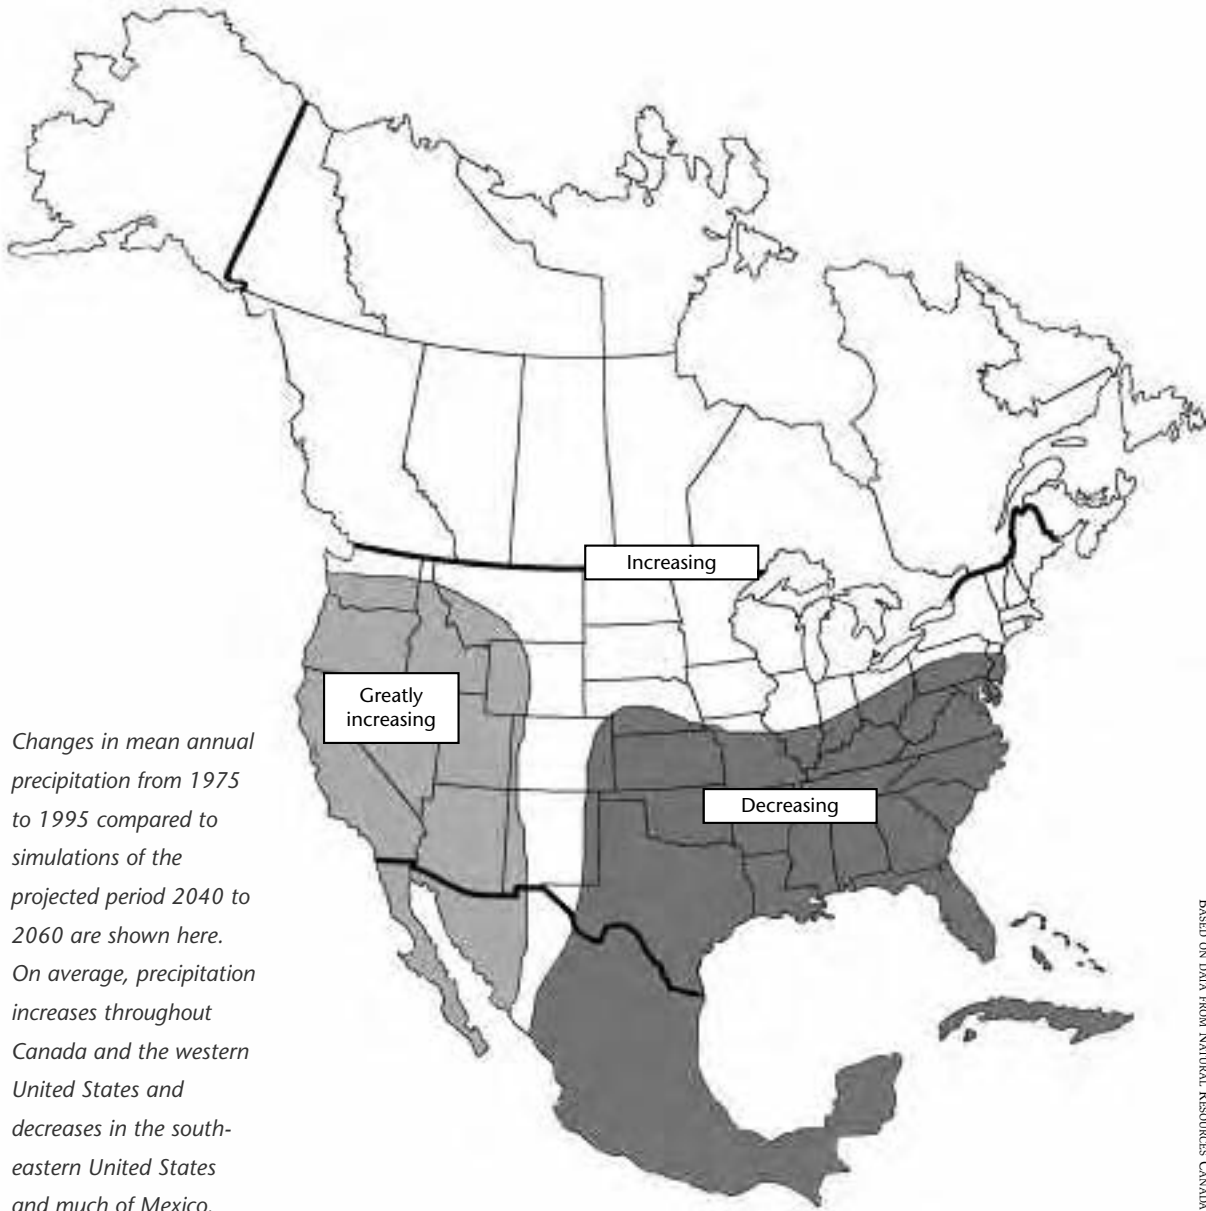 Increasing
Greatly
increasing
Decreasing
Changes in mean annual
precipitation from 1975
to 1995 compared to
simulations of the
projected period 2040 to
2060 are shown here.
On average, precipitation
increases throughout
Canada and the western
United States and
decreases in the south-
eastern United States
and much of Mexico.
BASED ON DATA FROM NATURAL RESOURCES CANADA